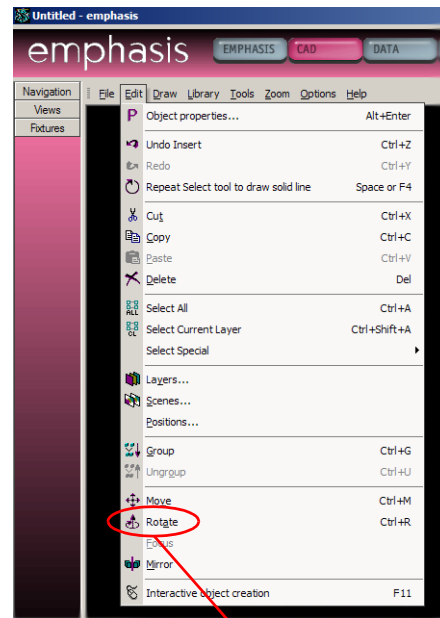 Untitled - emphasis
emphasis EMPHASIS CAD DATA
Navigation
Views
Fixtures
File Edit Draw Library Tools Zoom Options Help
Object properties... Alt+Enter
Undo Insert Ctrl+Z
Redo Ctrl+Y
Repeat Select tool to draw solid line Space or F4
Cut Ctrl+X
Copy Ctrl+C
Paste Ctrl+V
Delete Del
ALL Select All Ctrl+A
CL Select Current Layer Ctrl+Shift+A
Select Special
Layers...
Scenes...
Positions...
Group Ctrl+G
Ungroup Ctrl+U
Move Ctrl+M
Rotate Ctrl+R
Focus
Mirror
Interactive object creation F11